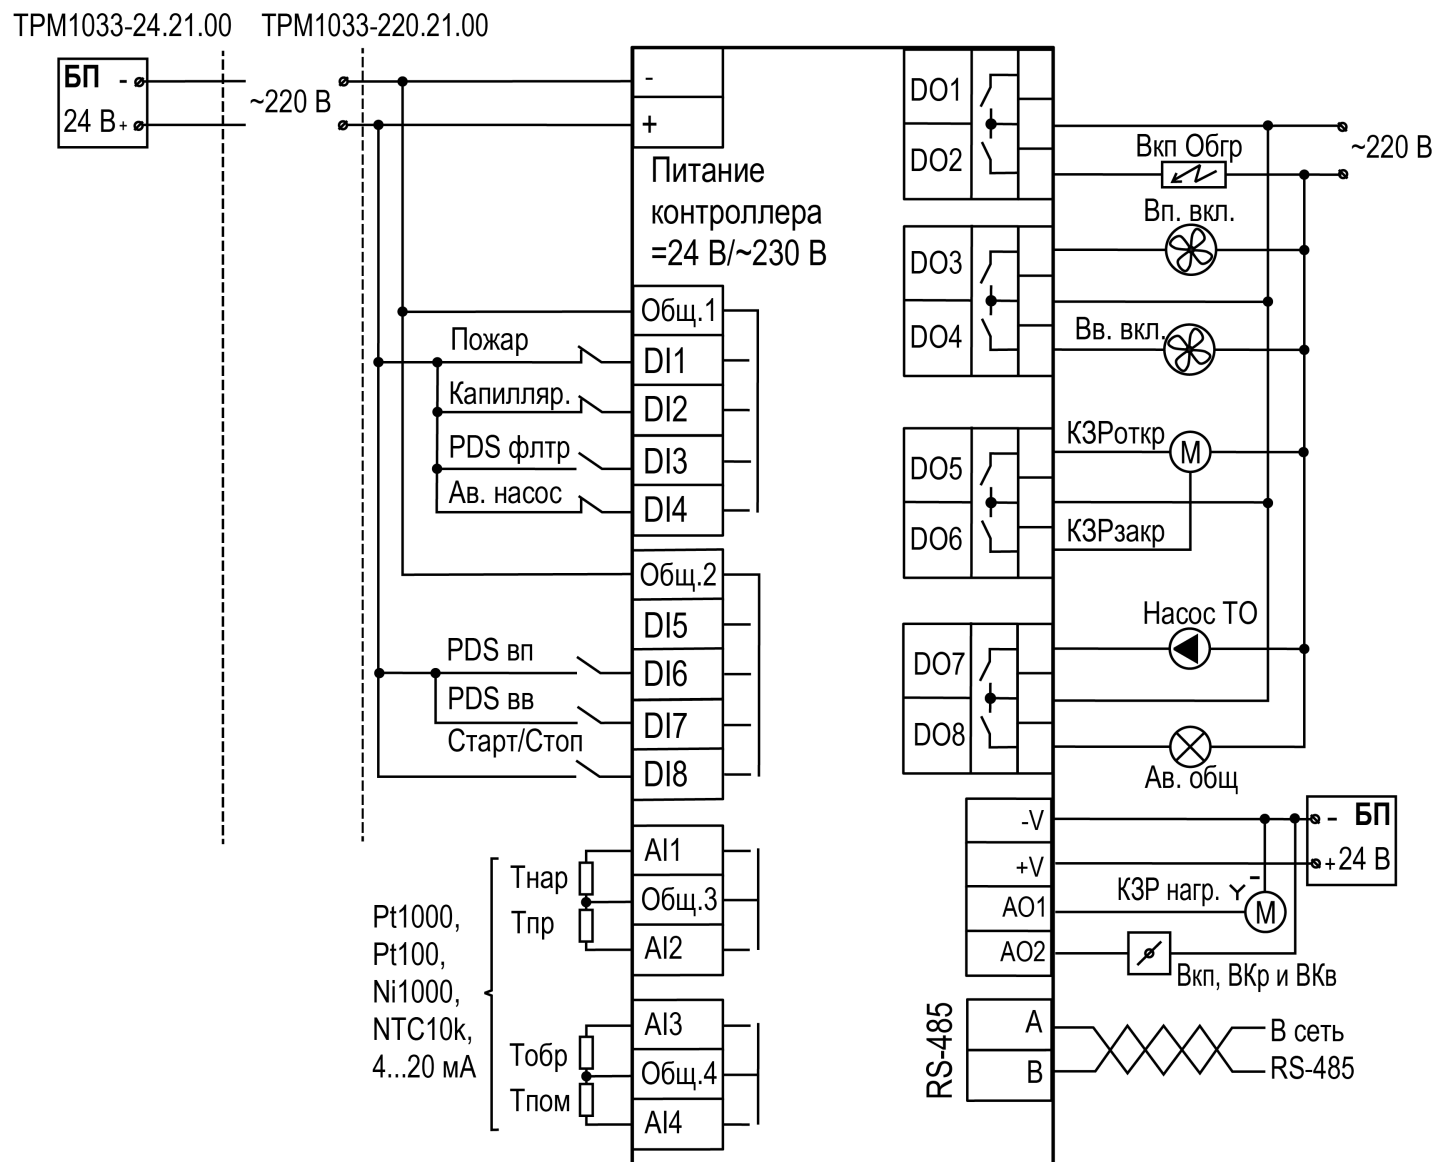 ТРМ1033-24.21.00
ТРМ1033-220.21.00
БП -
24 В +
~220 В
-
+
Питание
контроллера
=24 В/~230 В
Общ.1
Пожар
DI1
Капилляр.
DI2
PDS флтр
DI3
Ав. насос
DI4
Общ.2
DI5
PDS вп
DI6
PDS вв
DI7
Старт/Стоп
DI8
Pt1000,
Pt100,
Ni1000,
NTC10k,
4...20 мА
Тнар
Тпр
AI1
Общ.3
AI2
Тобр
Тпом
AI3
Общ.4
AI4
DO1
DO2
~220 В
Вкп Обгр
Вп. вкл.
DO3
DO4
Вв. вкл.
КЗРоткр
М
DO5
DO6
КЗРзакр
Насос ТО
DO7
DO8
Ав. общ
-V
+V
AO1
AO2
- БП
+ 24 В
КЗР нагр. Y -
М
Вкп, ВКр и ВКв
RS-485
A
B
В сеть
RS-485